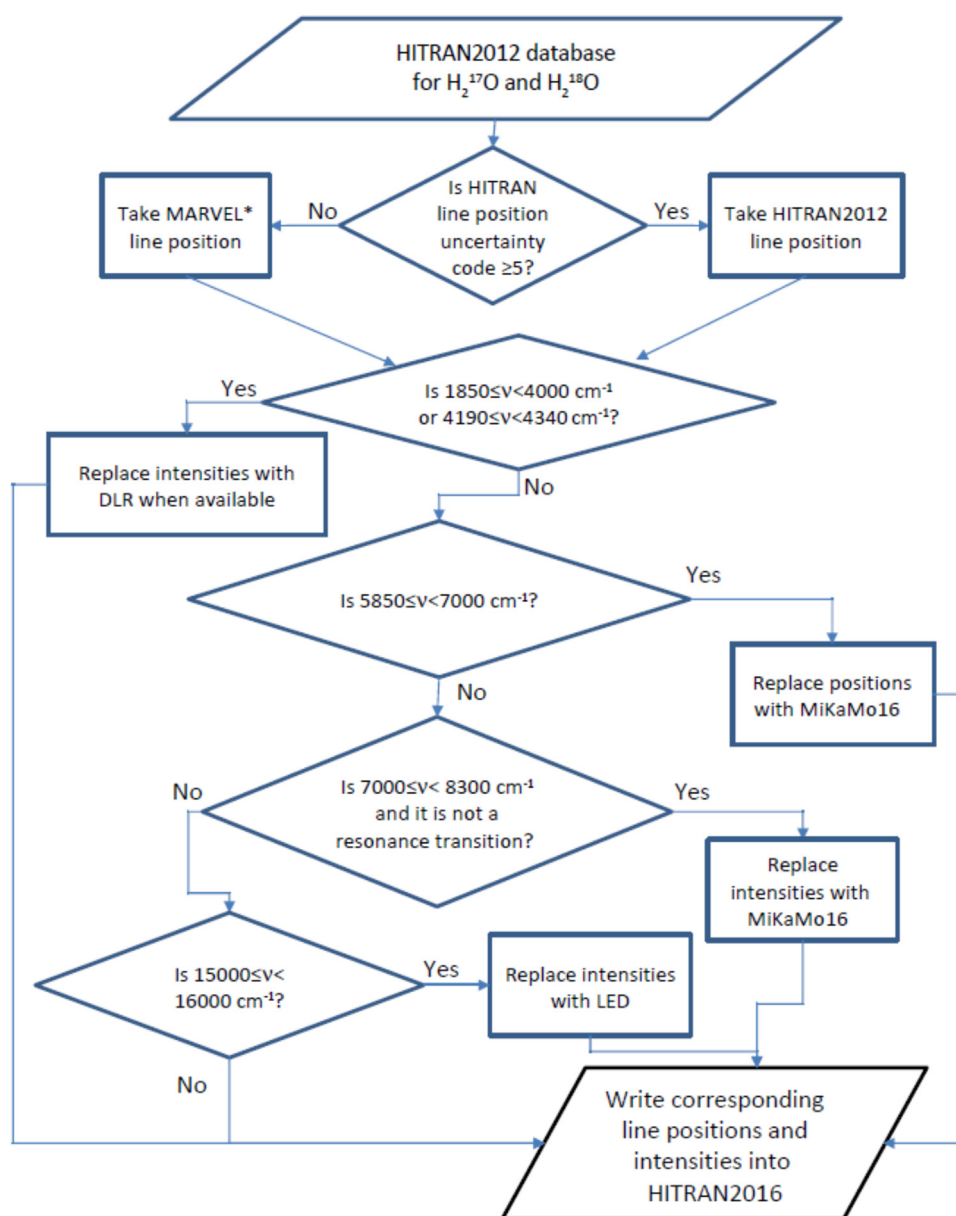 HITRAN2012 database
for H₂¹⁷O and H₂¹⁸O
Is HITRAN
line position
uncertainty
code ≥5?
No
Yes
Take MARVEL*
line position
Take HITRAN2012
line position
Is 1850≤ν<4000 cm⁻¹
or 4190≤ν<4340 cm⁻¹?
Yes
Replace intensities with
DLR when available
No
Is 5850≤ν<7000 cm⁻¹?
Yes
Replace positions
with MiKaMo16
No
Is 7000≤ν< 8300 cm⁻¹
and it is not a
resonance transition?
No
Yes
Replace
intensities with
MiKaMo16
Is 15000≤ν<
16000 cm⁻¹?
Yes
Replace intensities
with LED
No
Write corresponding
line positions and
intensities into
HITRAN2016